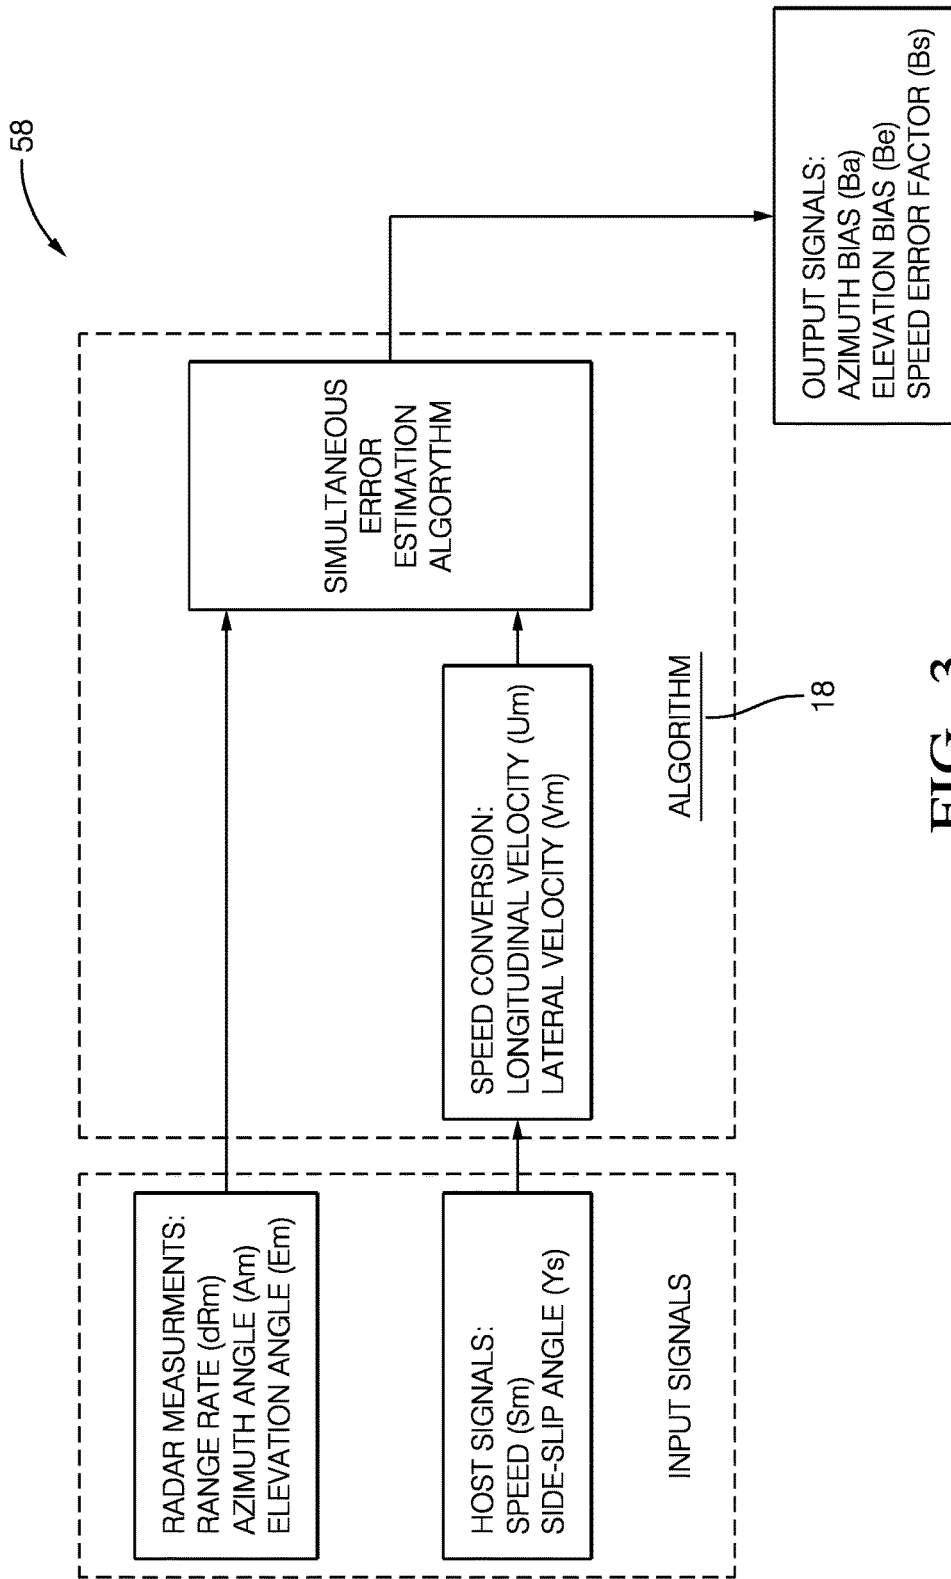 58
RADAR MEASURMENTS:
RANGE RATE (dRm)
AZIMUTH ANGLE (Am)
ELEVATION ANGLE (Em)
HOST SIGNALS:
SPEED (Sm)
SIDE-SLIP ANGLE (Ys)
INPUT SIGNALS
SPEED CONVERSION:
LONGITUDINAL VELOCITY (Um)
LATERAL VELOCITY (Vm)
SIMULTANEOUS
ERROR
ESTIMATION
ALGORYTHM
ALGORITHM
18
OUTPUT SIGNALS:
AZIMUTH BIAS (Ba)
ELEVATION BIAS (Be)
SPEED ERROR FACTOR (Bs)
FIG. 3